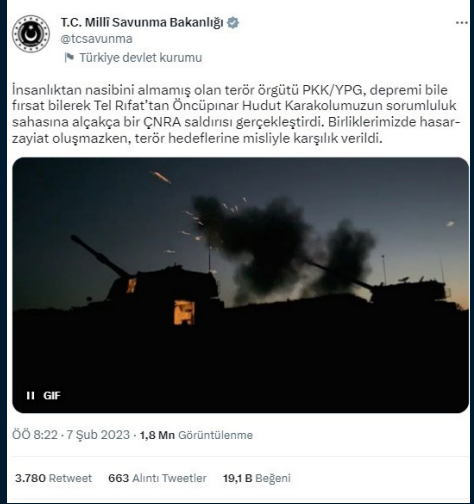 T.C. Millî Savunma Bakanlığı
@tcsavunma
Türkiye devlet kurumu
İnsanlıktan nasibini almamış olan terör örgütü PKK/YPG, depremi bile
fırsat bilerek Tel Rıfat’tan Öncüpınar Hudut Karakolumuzun sorumluluk
sahasına alçakça bir ÇNRA saldırısı gerçekleştirdi. Birliklerimizde hasar-
zayiat oluşmazken, terör hedeflerine misliyle karşılık verildi.
GIF
ÖÖ 8:22 · 7 Şub 2023 · 1,8 Mn Görüntülenme
3.780 Retweet 663 Alıntı Tweetler 19,1 B Beğeni